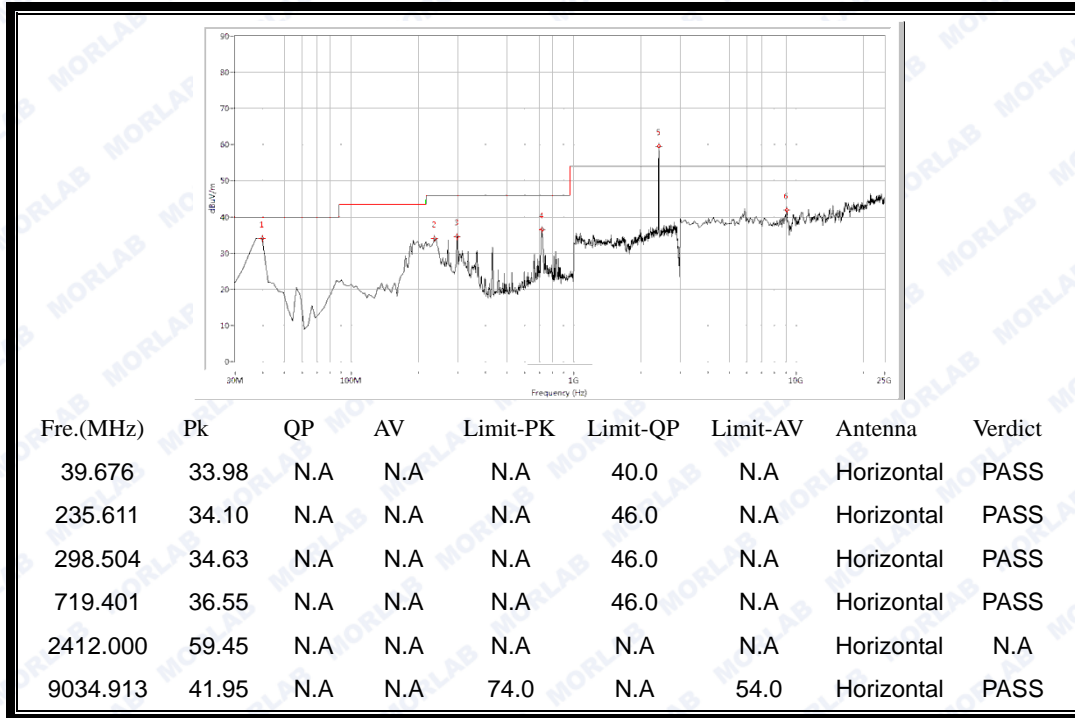 90
80
70
60
50
40
30
20
10
0
dBuV/m
1
2
3
4
5
6
30M 100M 1G 10G 25G
Frequency (Hz)
Fre.(MHz) Pk QP AV Limit-PK Limit-QP Limit-AV Antenna Verdict
39.676 33.98 N.A N.A N.A 40.0 N.A Horizontal PASS
235.611 34.10 N.A N.A N.A 46.0 N.A Horizontal PASS
298.504 34.63 N.A N.A N.A 46.0 N.A Horizontal PASS
719.401 36.55 N.A N.A N.A 46.0 N.A Horizontal PASS
2412.000 59.45 N.A N.A N.A N.A N.A Horizontal N.A
9034.913 41.95 N.A N.A 74.0 N.A 54.0 Horizontal PASS
MORLAB